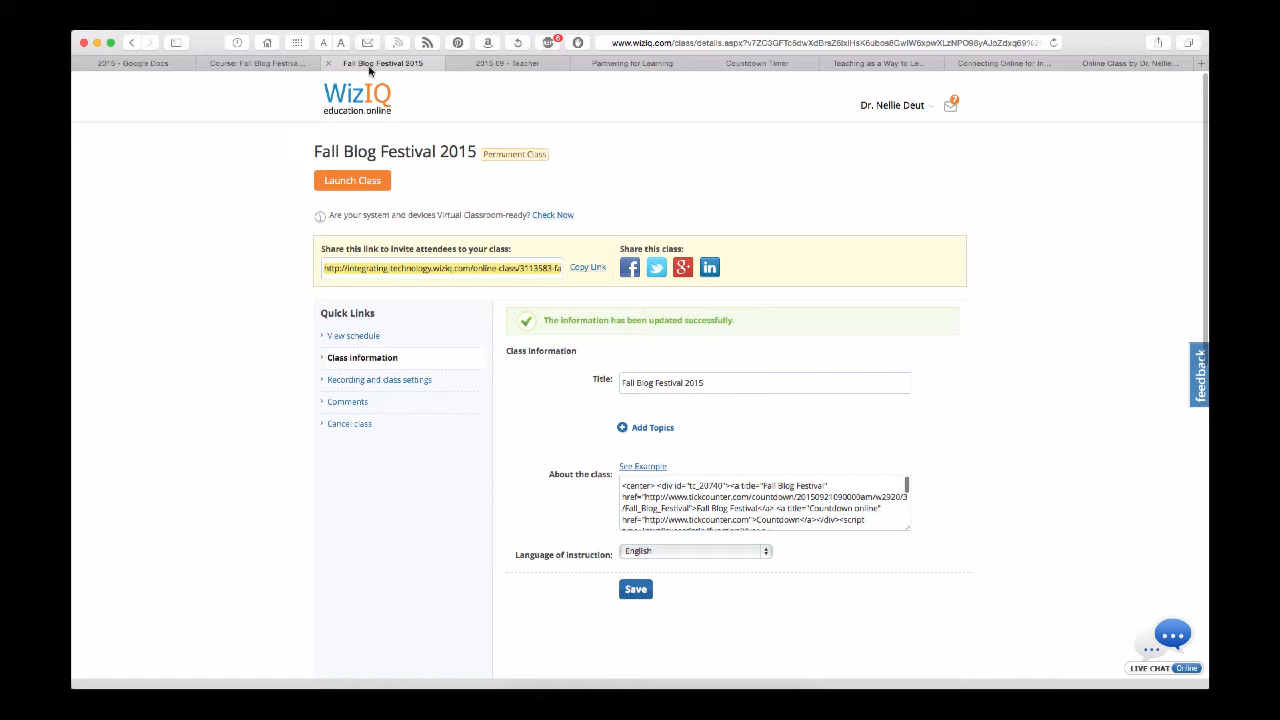 www.wiziq.com/class/details.aspx?
2015 - Google Docs
Course: Fall Blog Festiva...
Fall Blog Festival 2015
2015 09 - Teacher
Partnering for Learning
Countdown Timer
Teaching as a Way to Le...
Connecting Online for In...
Online Class by Dr. Nellie...
A A
6
WizIQ
education.online
Dr. Nellie Deut
7
Fall Blog Festival 2015
Permanent Class
Launch Class
Are your system and devices Virtual Classroom-ready? Check Now
Share this link to invite attendees to your class:
Share this class:
http://integrating-technology.wiziq.com/online-class/3113583-fa
Copy Link
Quick Links
View schedule
Class information
Recording and class settings
Comments
Cancel class
The information has been updated successfully.
Class information
Title:
Fall Blog Festival 2015
Add Topics
See Example
About the class:
<center> <div id="tc_20740"><a title="Fall Blog Festival"
href="http://www.tickcounter.com/countdown/20150921090000am/w2920/3
/Fall_Blog_Festival">Fall Blog Festival</a> <a title="Countdown online"
href="http://www.tickcounter.com">Countdown</a></div><script
Language of instruction:
English
Save
feedback
LIVE CHAT Online